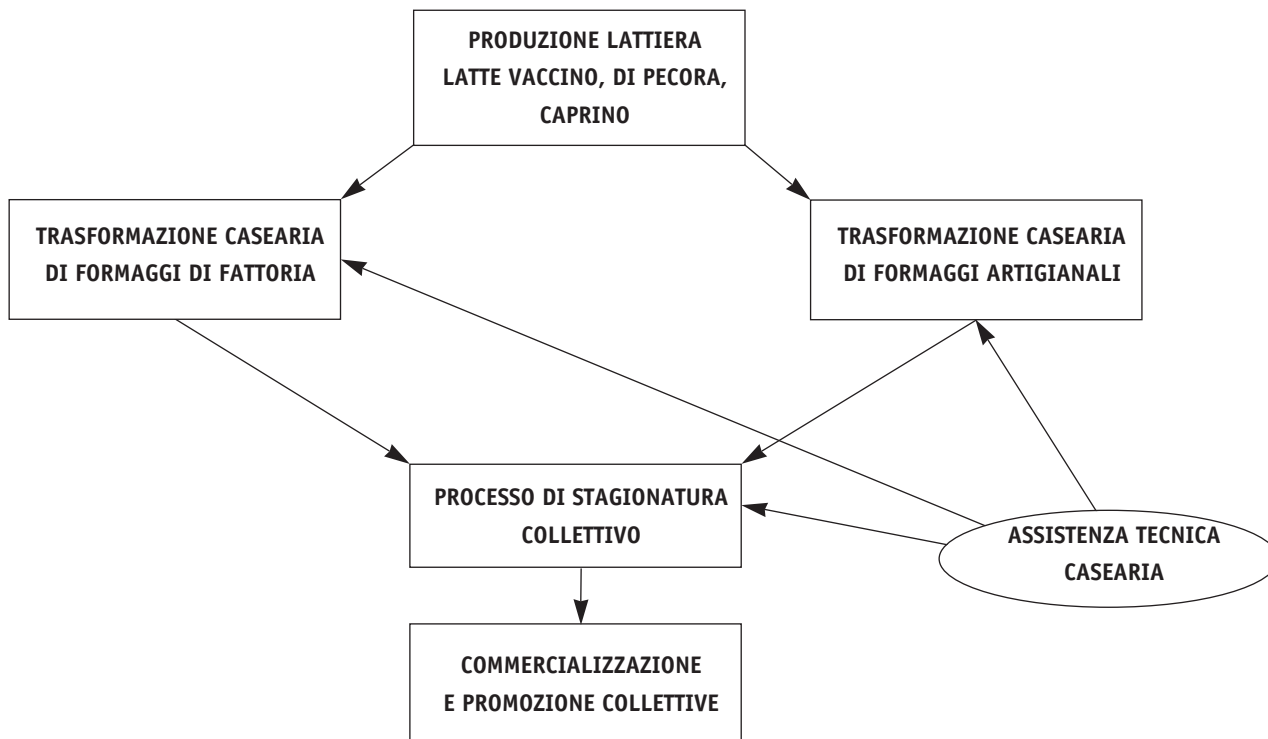 PRODUZIONE LATTIERA
LATTE VACCINO, DI PECORA,
CAPRINO
TRASFORMAZIONE CASEARIA
DI FORMAGGI DI FATTORIA
TRASFORMAZIONE CASEARIA
DI FORMAGGI ARTIGIANALI
PROCESSO DI STAGIONATURA
COLLETTIVO
ASSISTENZA TECNICA
CASEARIA
COMMERCIALIZZAZIONE
E PROMOZIONE COLLETTIVE